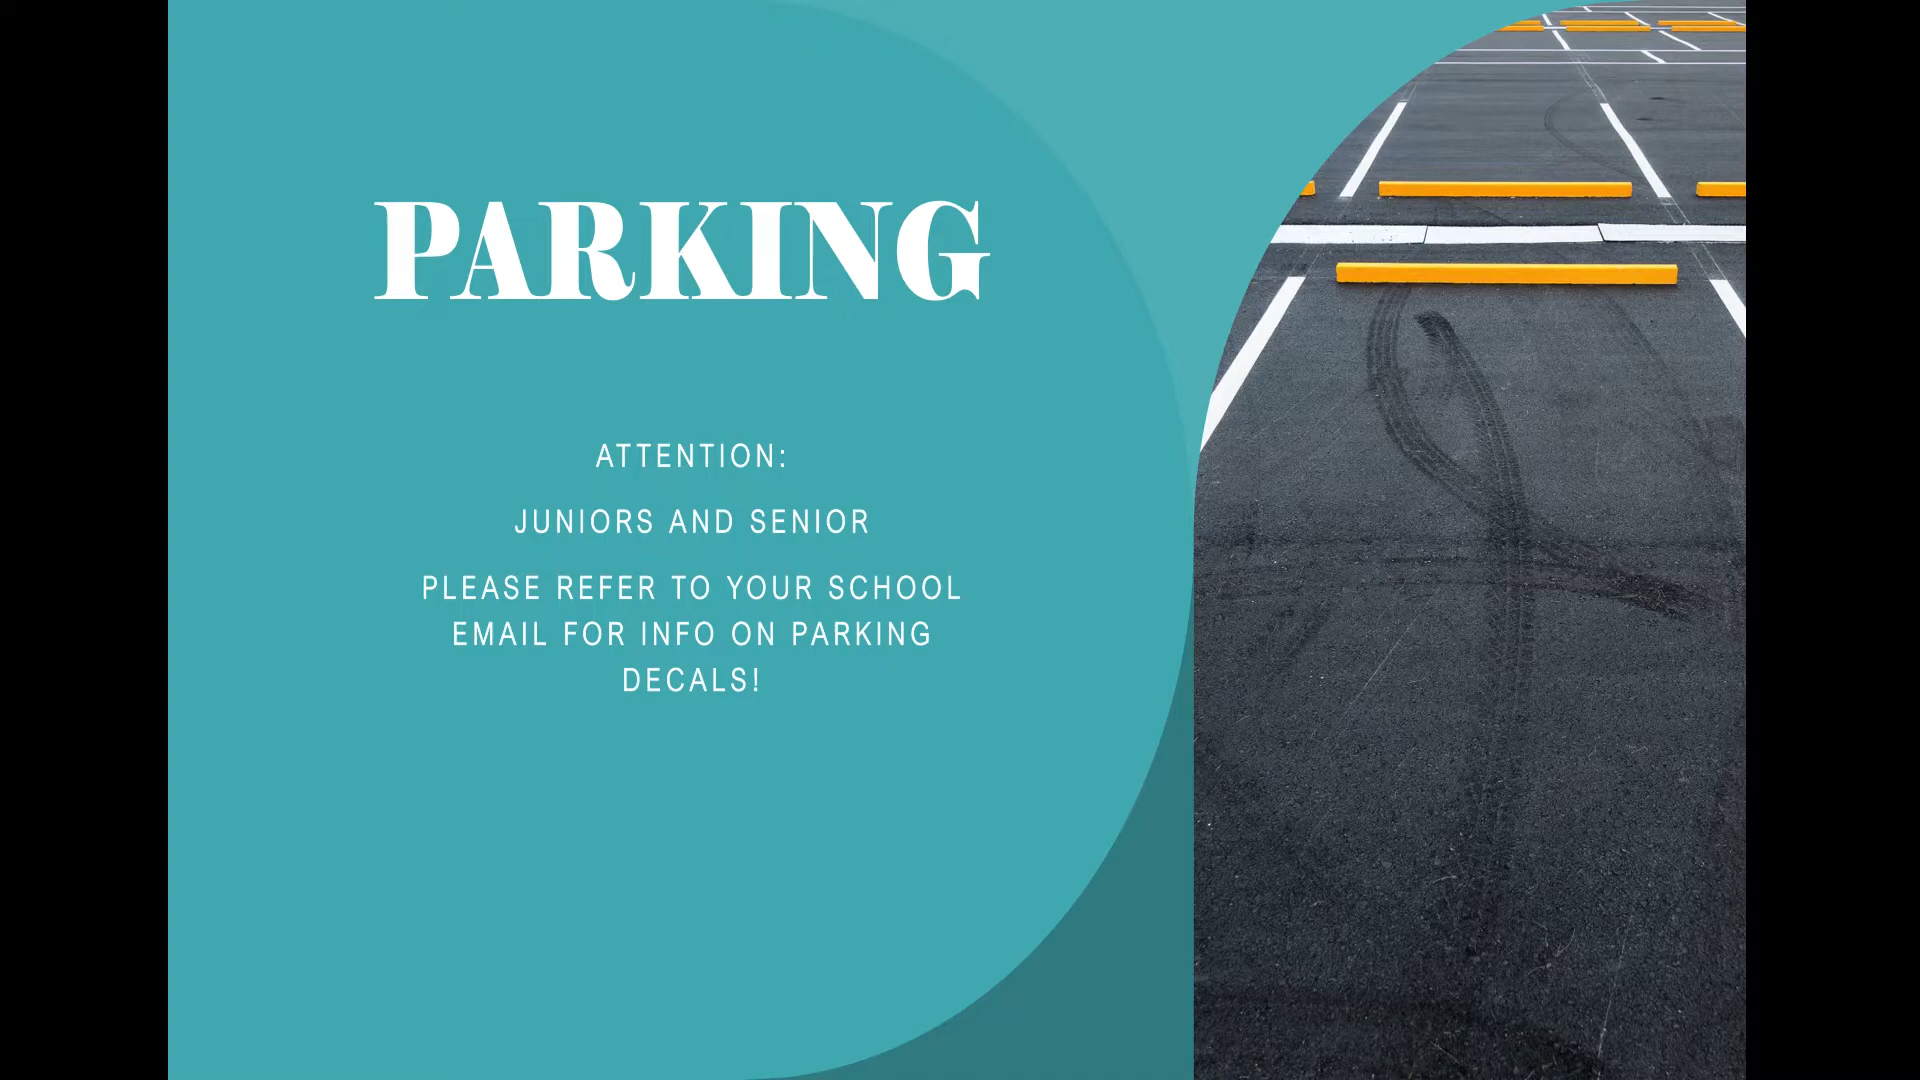 PARKING
ATTENTION:
JUNIORS AND SENIOR
PLEASE REFER TO YOUR SCHOOL
EMAIL FOR INFO ON PARKING
DECALS!